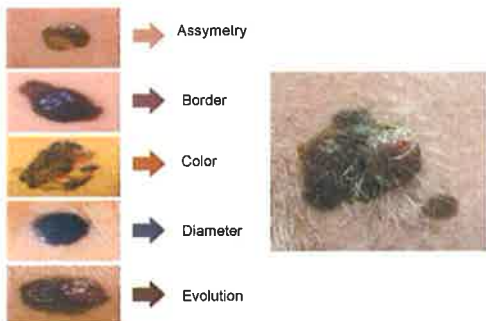 Assymetry
Border
Color
Diameter
Evolution